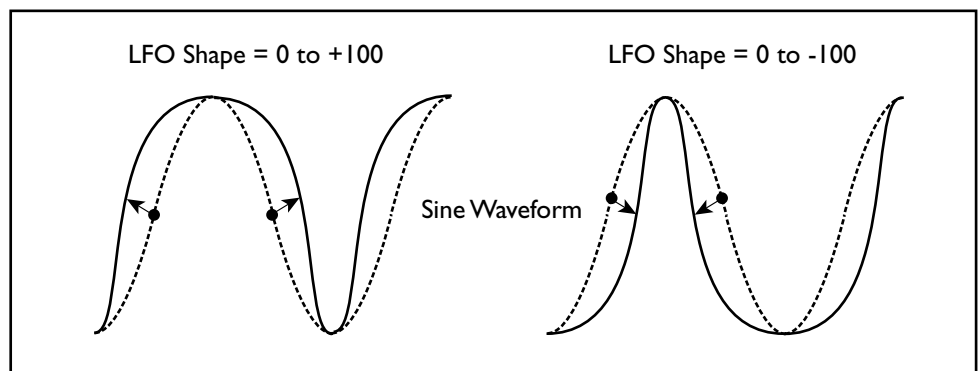 LFO Shape = 0 to +100
LFO Shape = 0 to -100
Sine Waveform